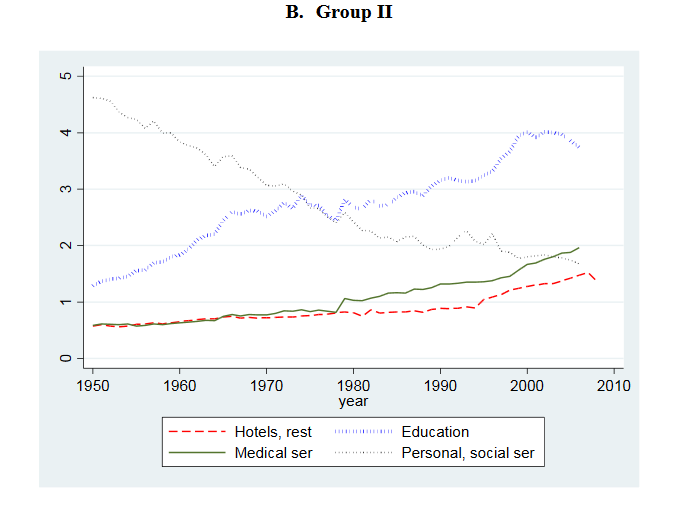 B. Group II
5
4
3
2
1
0
1950 1960 1970 1980 1990 2000 2010
year
Hotels, rest Education
Medical ser Personal, social ser